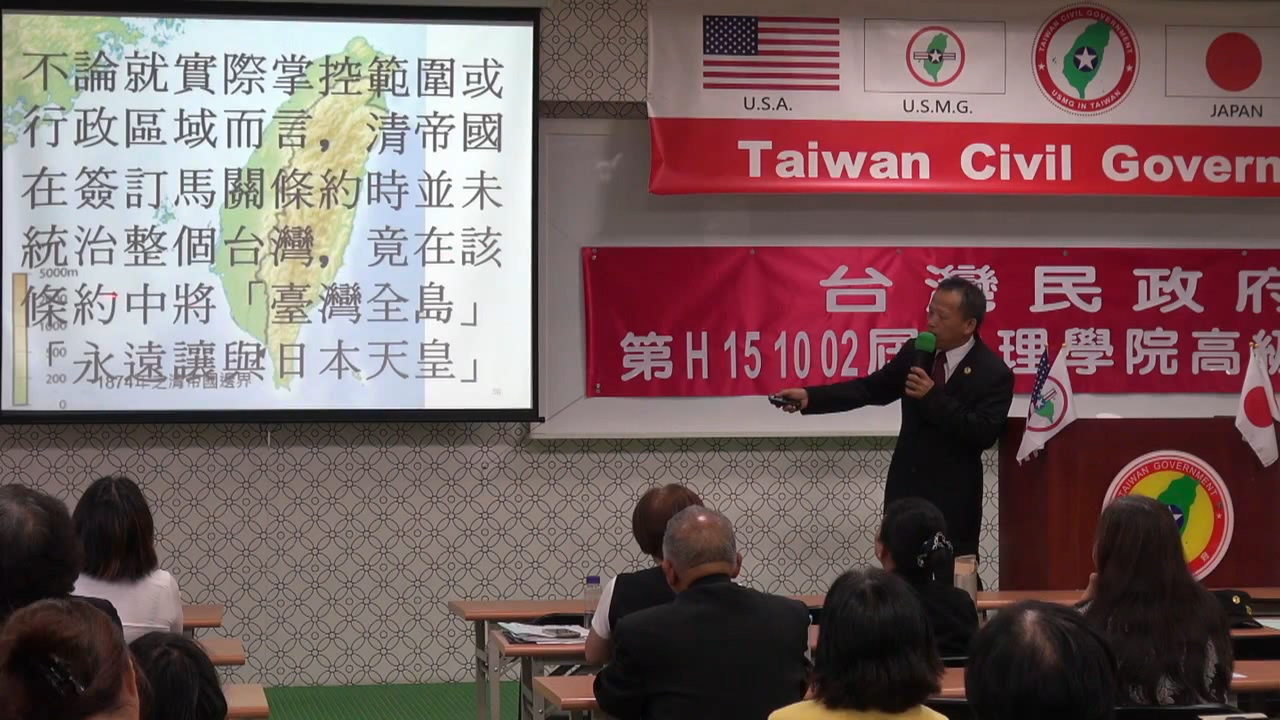 不論就實際掌控範圍或
行政區域而言，清帝國
在簽訂馬關條約時並未
統治整個台灣，竟在該
條約中將「臺灣全島」
「永遠讓與日本天皇」
5000m
1000
500
200
0
1874年之清帝國邊界
U.S.A.
U.S.M.G.
TAIWAN CIVIL GOVERNMENT
USMG IN TAIWAN
JAPAN
Taiwan Civil Govern
台灣民政府
第H 15 10 02屆 理學院高級
TAIWAN GOVERNMENT